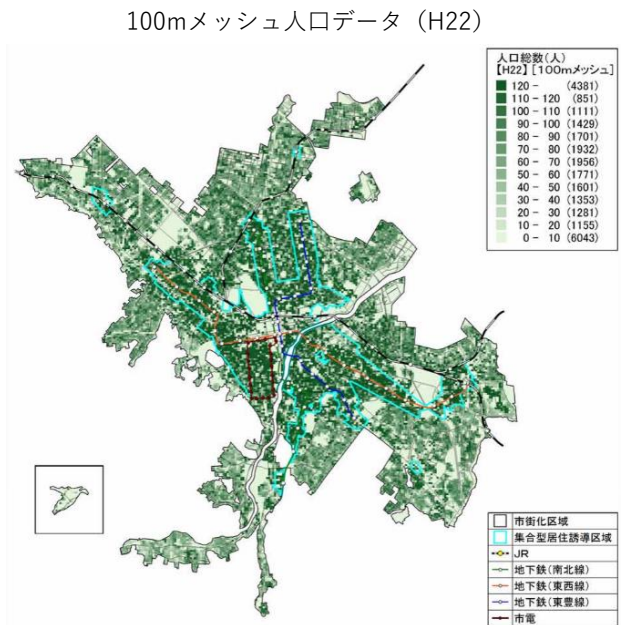 100mメッシュ人口データ（H22）
人口総数(人)
【H22】[100mメッシュ]
120 - (4381)
110 - 120 (851)
100 - 110 (1111)
90 - 100 (1429)
80 - 90 (1701)
70 - 80 (1932)
60 - 70 (1956)
50 - 60 (1771)
40 - 50 (1601)
30 - 40 (1353)
20 - 30 (1281)
10 - 20 (1155)
0 - 10 (6043)
市街化区域
集合型居住誘導区域
JR
地下鉄(南北線)
地下鉄(東西線)
地下鉄(東豊線)
市電